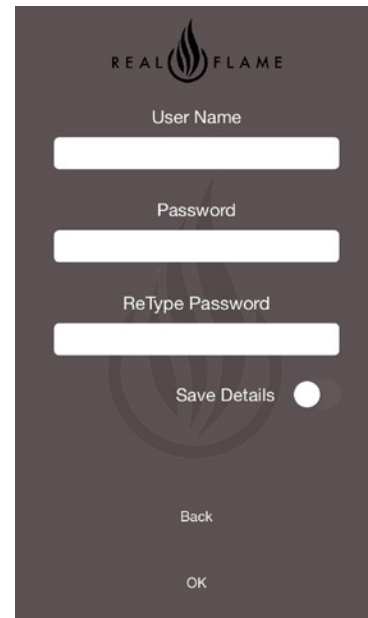 REAL FLAME
User Name
Password
ReType Password
Save Details
Back
OK